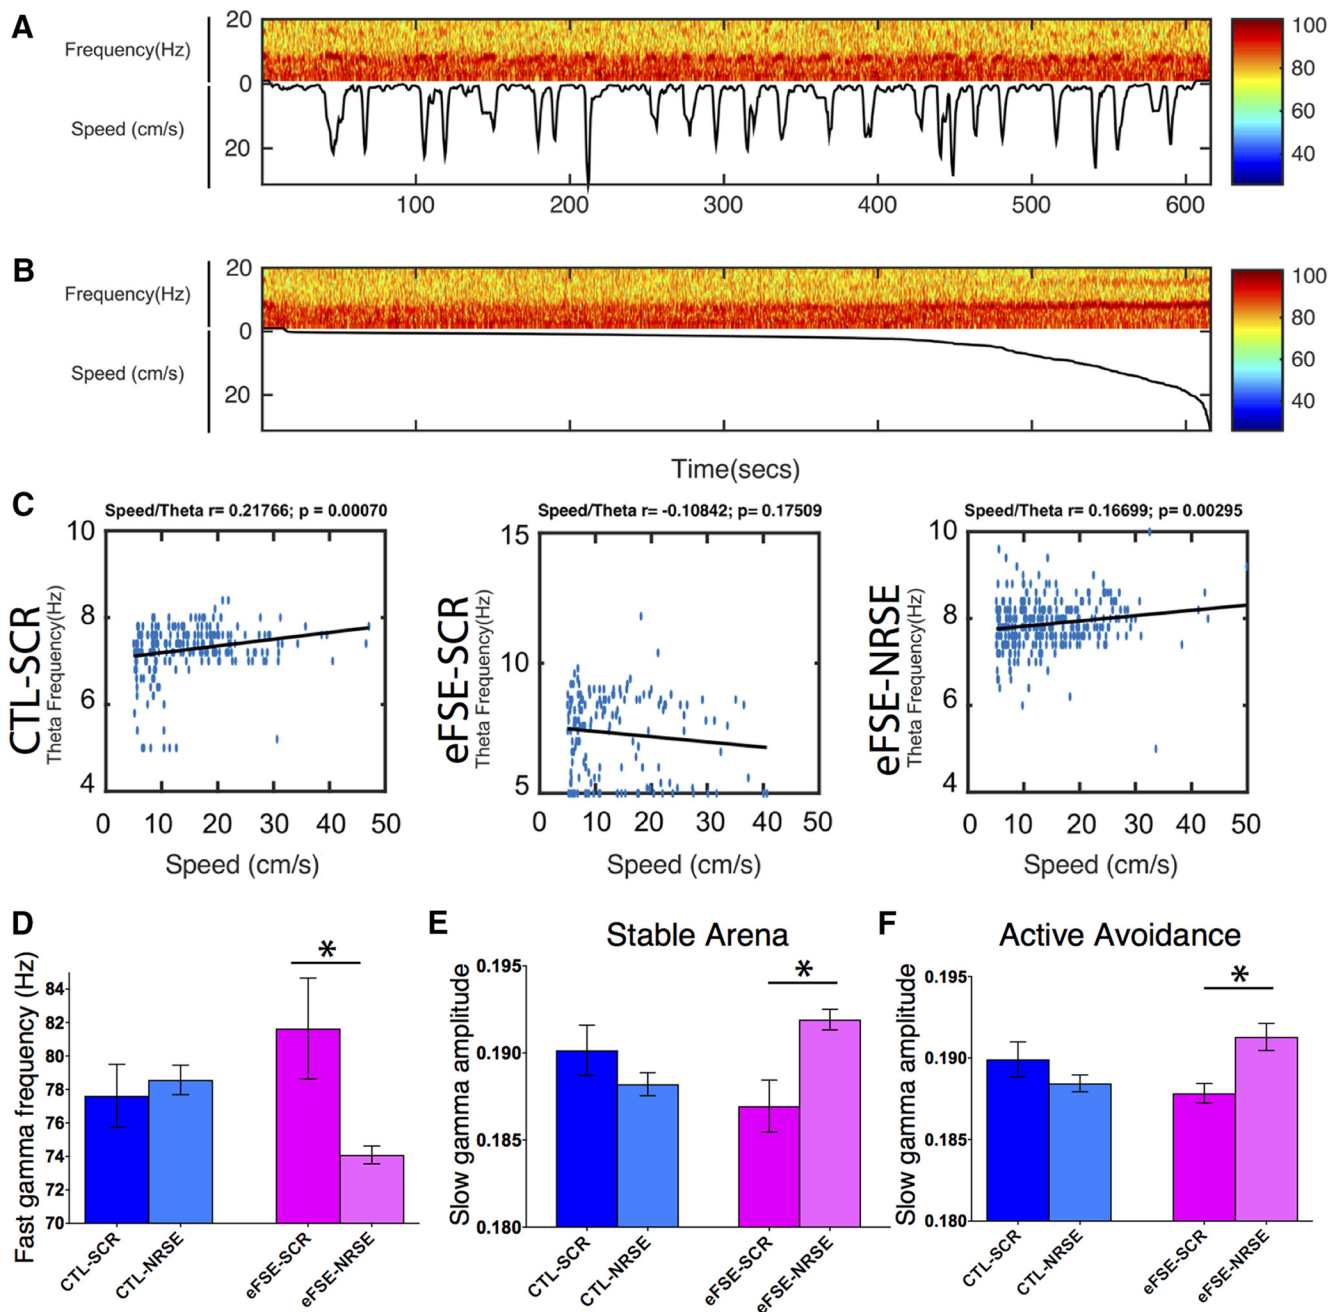 A
Frequency(Hz)
Speed (cm/s)
20
0
20
100 200 300 400 500 600
100
80
60
40
B
Frequency(Hz)
Speed (cm/s)
20
0
20
100
80
60
40
Time(secs)
C
Speed/Theta r= 0.21766; p = 0.00070
CTL-SCR
Theta Frequency(Hz)
10
8
6
4
0 10 20 30 40 50
Speed (cm/s)
Speed/Theta r= -0.10842; p= 0.17509
eFSE-SCR
Theta Frequency(Hz)
15
10
5
0 10 20 30 40 50
Speed (cm/s)
Speed/Theta r= 0.16699; p= 0.00295
eFSE-NRSE
Theta Frequency(Hz)
10
8
6
4
0 10 20 30 40 50
Speed (cm/s)
D
Fast gamma frequency (Hz)
84
82
80
78
76
74
72
70
*
CTL-SCR
CTL-NRSE
eFSE-SCR
eFSE-NRSE
E
Stable Arena
Slow gamma amplitude
0.195
0.190
0.185
0.180
*
CTL-SCR
CTL-NRSE
eFSE-SCR
eFSE-NRSE
F
Active Avoidance
Slow gamma amplitude
0.195
0.190
0.185
0.180
*
CTL-SCR
CTL-NRSE
eFSE-SCR
eFSE-NRSE